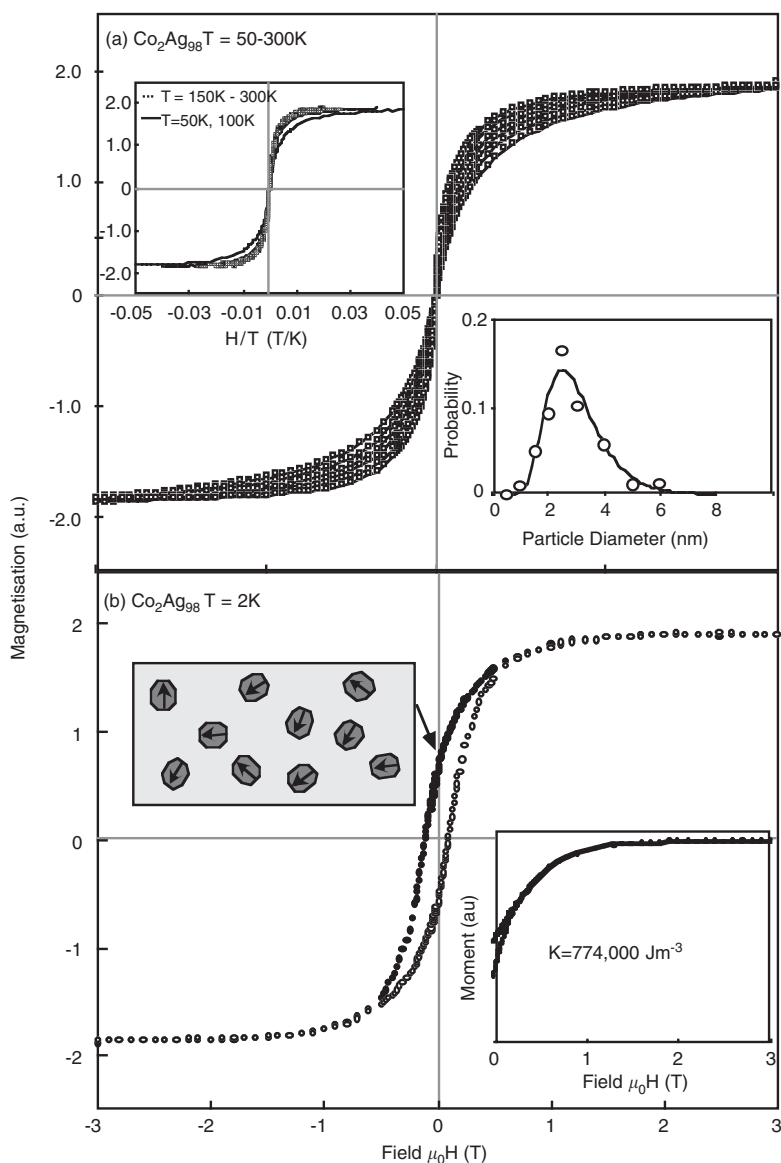 (a) Co₂Ag₉₈T = 50-300K
2.0
1.0
0
-1.0
-2.0
T = 150K - 300K
T=50K, 100K
2.0
1.0
0
-1.0
-2.0
-0.05 -0.03 -0.01 0.01 0.03 0.05
H/T (T/K)
0.2
0.1
0
Probability
0 2 4 6 8
Particle Diameter (nm)
Magnetisation (a.u.)
(b) Co₂Ag₉₈ T = 2K
2
1
0
-1
-2
Moment (au)
K=774,000 Jm⁻³
0 1 2 3
Field μ₀H (T)
-3 -2 -1 0 1 2 3
Field μ₀H (T)